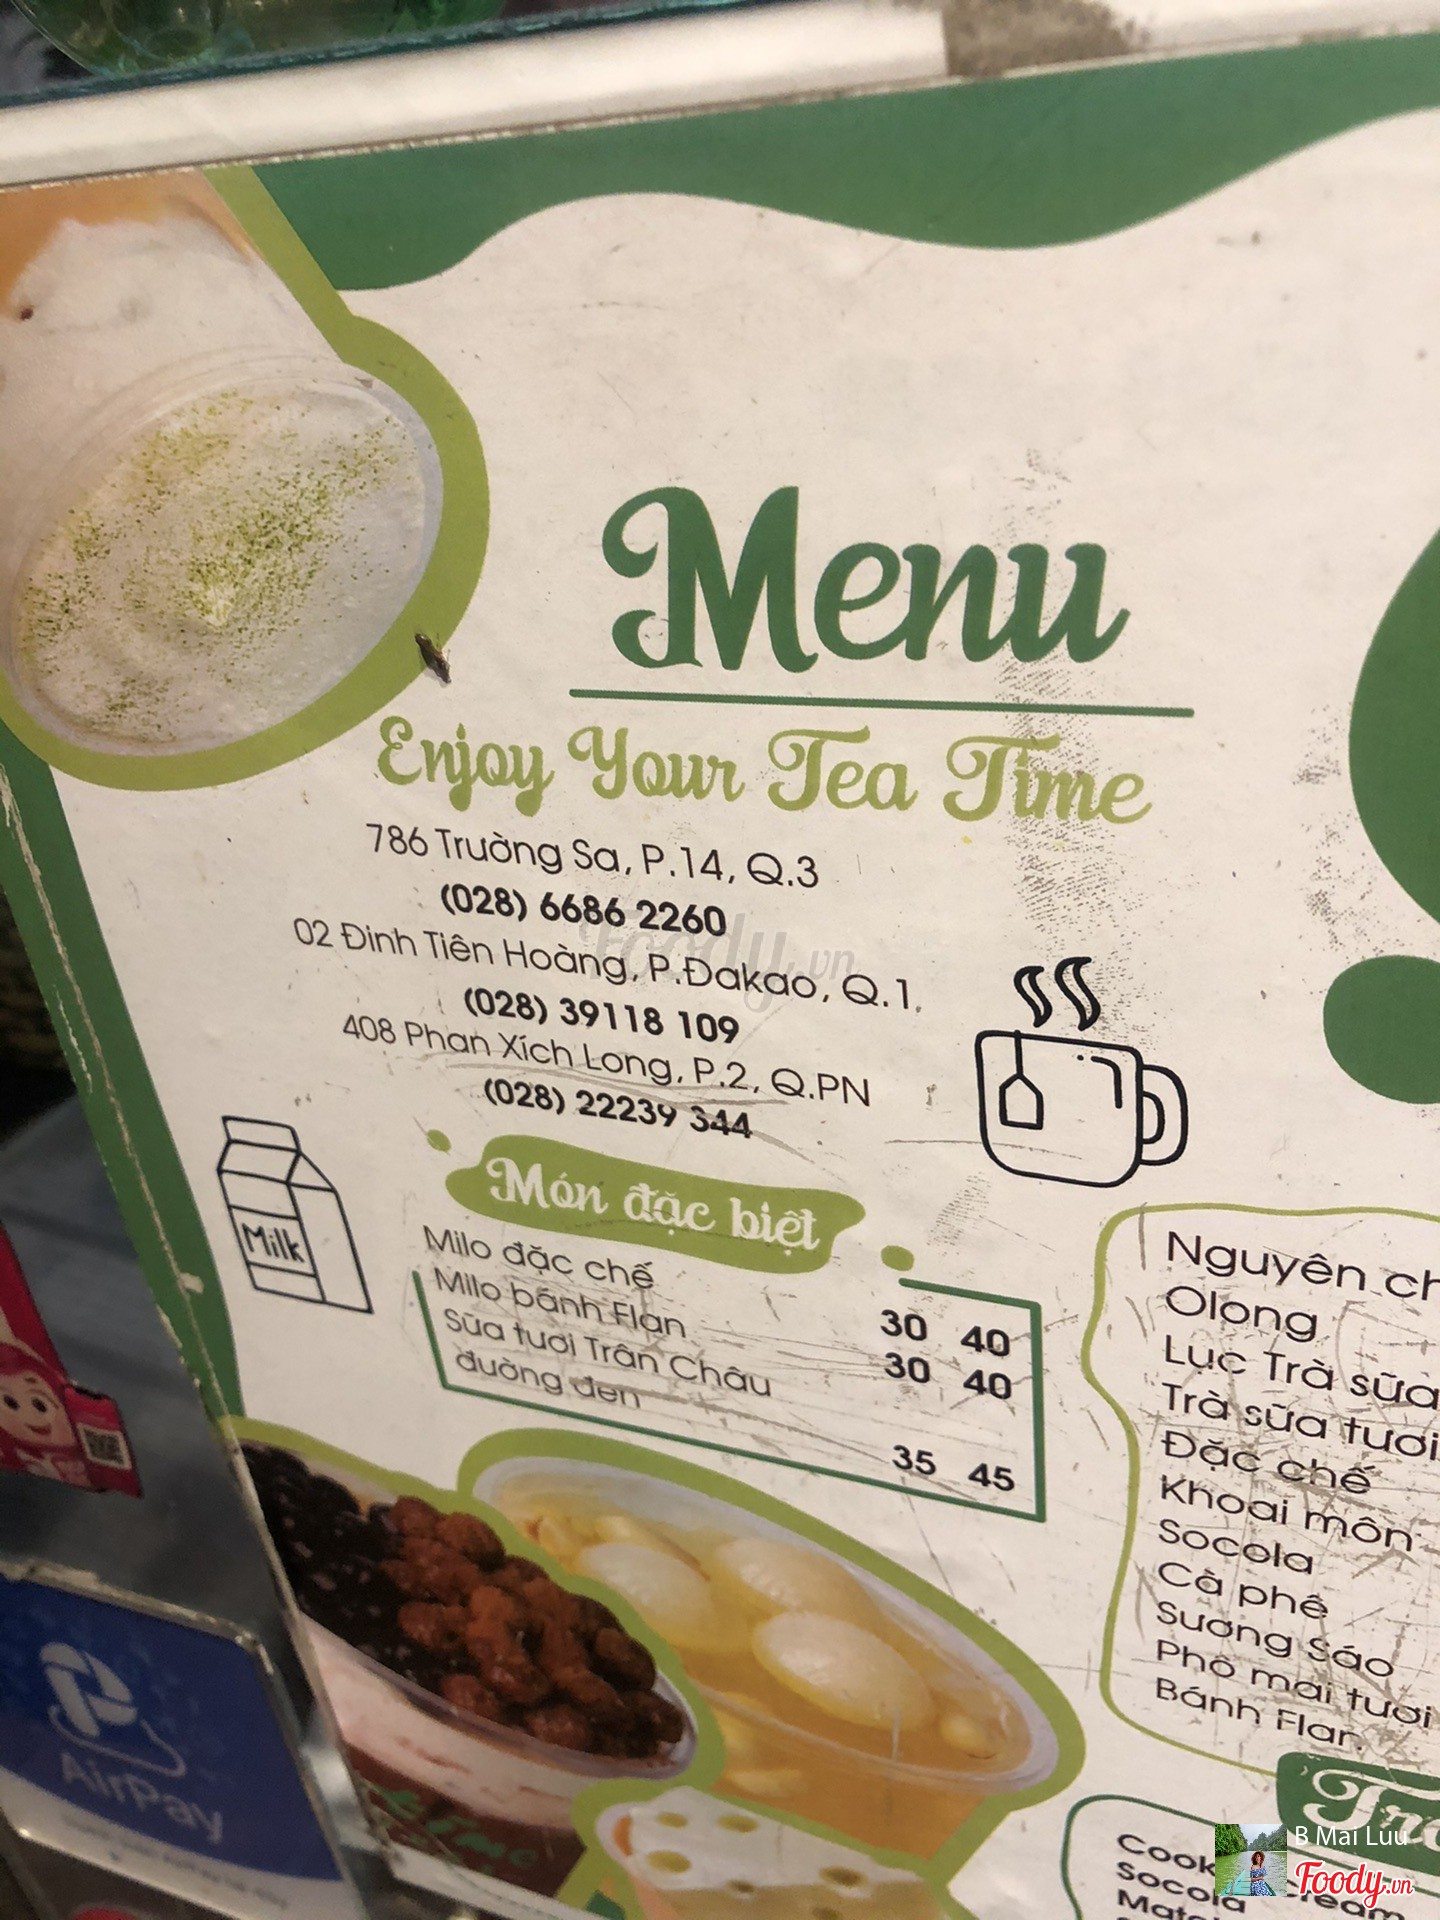 Menu
Enjoy Your Tea Time
786 Trường Sa, P.14, Q.3
(028) 6686 2260
02 Đinh Tiên Hoàng, P.Đakao, Q.1
(028) 39118 109
408 Phan Xích Long, P.2, Q.PN
(028) 22239 344
Milk
Món đặc biệt
Milo đặc chế 30 40
Milo bánh Flan 30 40
Sữa tươi Trân Châu
đường đen 35 45
Nguyên
Olong
Lục Trà sữa
Trà sữa tươi
Đặc chế
Khoai môn
Socola
Cà phê
Sương Sáo
Phô mai tươi
Bánh Flan
Socola
AirPay
Foody.vn
B Mai Luu
Foody.vn